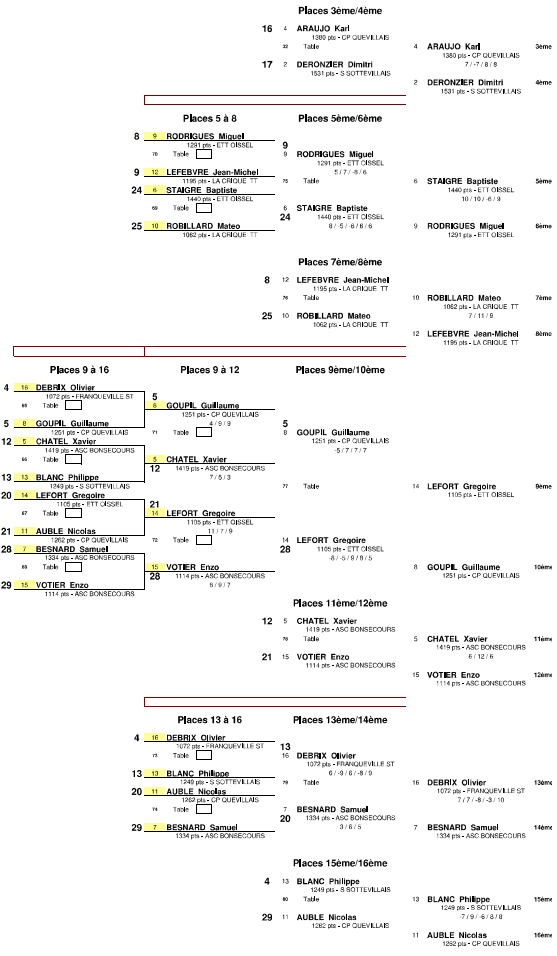 Places 3ème/4ème
16 4 ARAUJO Karl
1380 pts - CP QUEVILLAIS
32 Table
4 ARAUJO Karl 3ème
1380 pts - CP QUEVILLAIS
7 / -7 / 8 / 8
17 2 DERONZIER Dimitri
1531 pts - S SOTTEVILLAIS
2 DERONZIER Dimitri 4ème
1531 pts - S SOTTEVILLAIS
Places 5 à 8 Places 5ème/6ème
8 9 RODRIGUES Miguel
1291 pts - ETT OISSEL
70 Table
9
9 RODRIGUES Miguel
1291 pts - ETT OISSEL
5 / 7 / -8 / 6
9 12 LEFEBVRE Jean-Michel
1195 pts - LA CRIQUE TT
75 Table
24 6 STAIGRE Baptiste
1440 pts - ETT OISSEL
69 Table
6 STAIGRE Baptiste 5ème
1440 pts - ETT OISSEL
10 / 10 / -6 / 9
6 STAIGRE Baptiste
24 1440 pts - ETT OISSEL
8 / -5 / -6 / 6 / 6
25 10 ROBILLARD Mateo
1062 pts - LA CRIQUE TT
9 RODRIGUES Miguel 6ème
1291 pts - ETT OISSEL
Places 7ème/8ème
8 12 LEFEBVRE Jean-Michel
1195 pts - LA CRIQUE TT
76 Table
10 ROBILLARD Mateo 7ème
1062 pts - LA CRIQUE TT
7 / 11 / 9
25 10 ROBILLARD Mateo
1062 pts - LA CRIQUE TT
12 LEFEBVRE Jean-Michel 8ème
1195 pts - LA CRIQUE TT
Places 9 à 16 Places 9 à 12 Places 9ème/10ème
4 16 DEBRIX Olivier
1072 pts - FRANQUEVILLE ST
65 Table
5
8 GOUPIL Guillaume
1251 pts - CP QUEVILLAIS
4 / 9 / 9
5 8 GOUPIL Guillaume
1251 pts - CP QUEVILLAIS
71 Table
5
8 GOUPIL Guillaume
1251 pts - CP QUEVILLAIS
-5 / 7 / 7 / 7
12 5 CHATEL Xavier
1419 pts - ASC BONSECOURS
66 Table
5 CHATEL Xavier
12 1419 pts - ASC BONSECOURS
7 / 5 / 3
13 13 BLANC Philippe
1249 pts - S SOTTEVILLAIS
77 Table
14 LEFORT Gregoire 9ème
1105 pts - ETT OISSEL
20 14 LEFORT Gregoire
1105 pts - ETT OISSEL
67 Table
21
14 LEFORT Gregoire
1105 pts - ETT OISSEL
11 / 7 / 9
21 11 AUBLE Nicolas
1262 pts - CP QUEVILLAIS
72 Table
14 LEFORT Gregoire
28 1105 pts - ETT OISSEL
-8 / -5 / 9 / 8 / 5
28 7 BESNARD Samuel
1334 pts - ASC BONSECOURS
68 Table
15 VOTIER Enzo
28 1114 pts - ASC BONSECOURS
5 / 9 / 7
8 GOUPIL Guillaume 10ème
1251 pts - CP QUEVILLAIS
29 15 VOTIER Enzo
1114 pts - ASC BONSECOURS
Places 11ème/12ème
12 5 CHATEL Xavier
1419 pts - ASC BONSECOURS
78 Table
5 CHATEL Xavier 11ème
1419 pts - ASC BONSECOURS
6 / 12 / 6
21 15 VOTIER Enzo
1114 pts - ASC BONSECOURS
15 VOTIER Enzo 12ème
1114 pts - ASC BONSECOURS
Places 13 à 16 Places 13ème/14ème
4 16 DEBRIX Olivier
1072 pts - FRANQUEVILLE ST
73 Table
13
16 DEBRIX Olivier
1072 pts - FRANQUEVILLE ST
6 / -9 / 6 / -8 / 9
13 13 BLANC Philippe
1249 pts - S SOTTEVILLAIS
79 Table
16 DEBRIX Olivier 13ème
1072 pts - FRANQUEVILLE ST
7 / 7 / -8 / -3 / 10
20 11 AUBLE Nicolas
1262 pts - CP QUEVILLAIS
74 Table
7 BESNARD Samuel
20 1334 pts - ASC BONSECOURS
3 / 6 / 5
29 7 BESNARD Samuel
1334 pts - ASC BONSECOURS
7 BESNARD Samuel 14ème
1334 pts - ASC BONSECOURS
Places 15ème/16ème
4 13 BLANC Philippe
1249 pts - S SOTTEVILLAIS
80 Table
13 BLANC Philippe 15ème
1249 pts - S SOTTEVILLAIS
-7 / 9 / -6 / 8 / 8
29 11 AUBLE Nicolas
1262 pts - CP QUEVILLAIS
11 AUBLE Nicolas 16ème
1262 pts - CP QUEVILLAIS